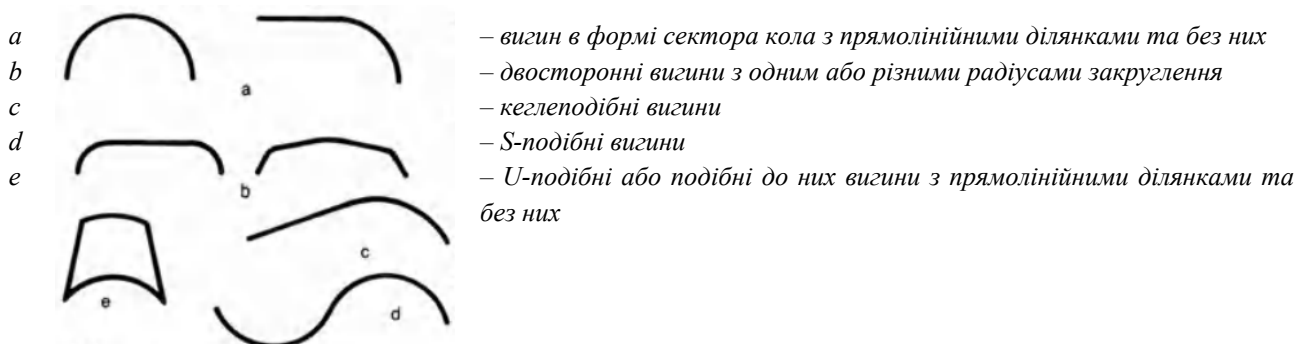 a – вигин в формі сектора кола з прямолінійними ділянками та без них
b – двосторонні вигини з одним або різними радіусами закруглення
c – кеглеподібні вигини
d – S-подібні вигини
e – U-подібні або подібні до них вигини з прямолінійними ділянками та
без них
a
b
c
e
d